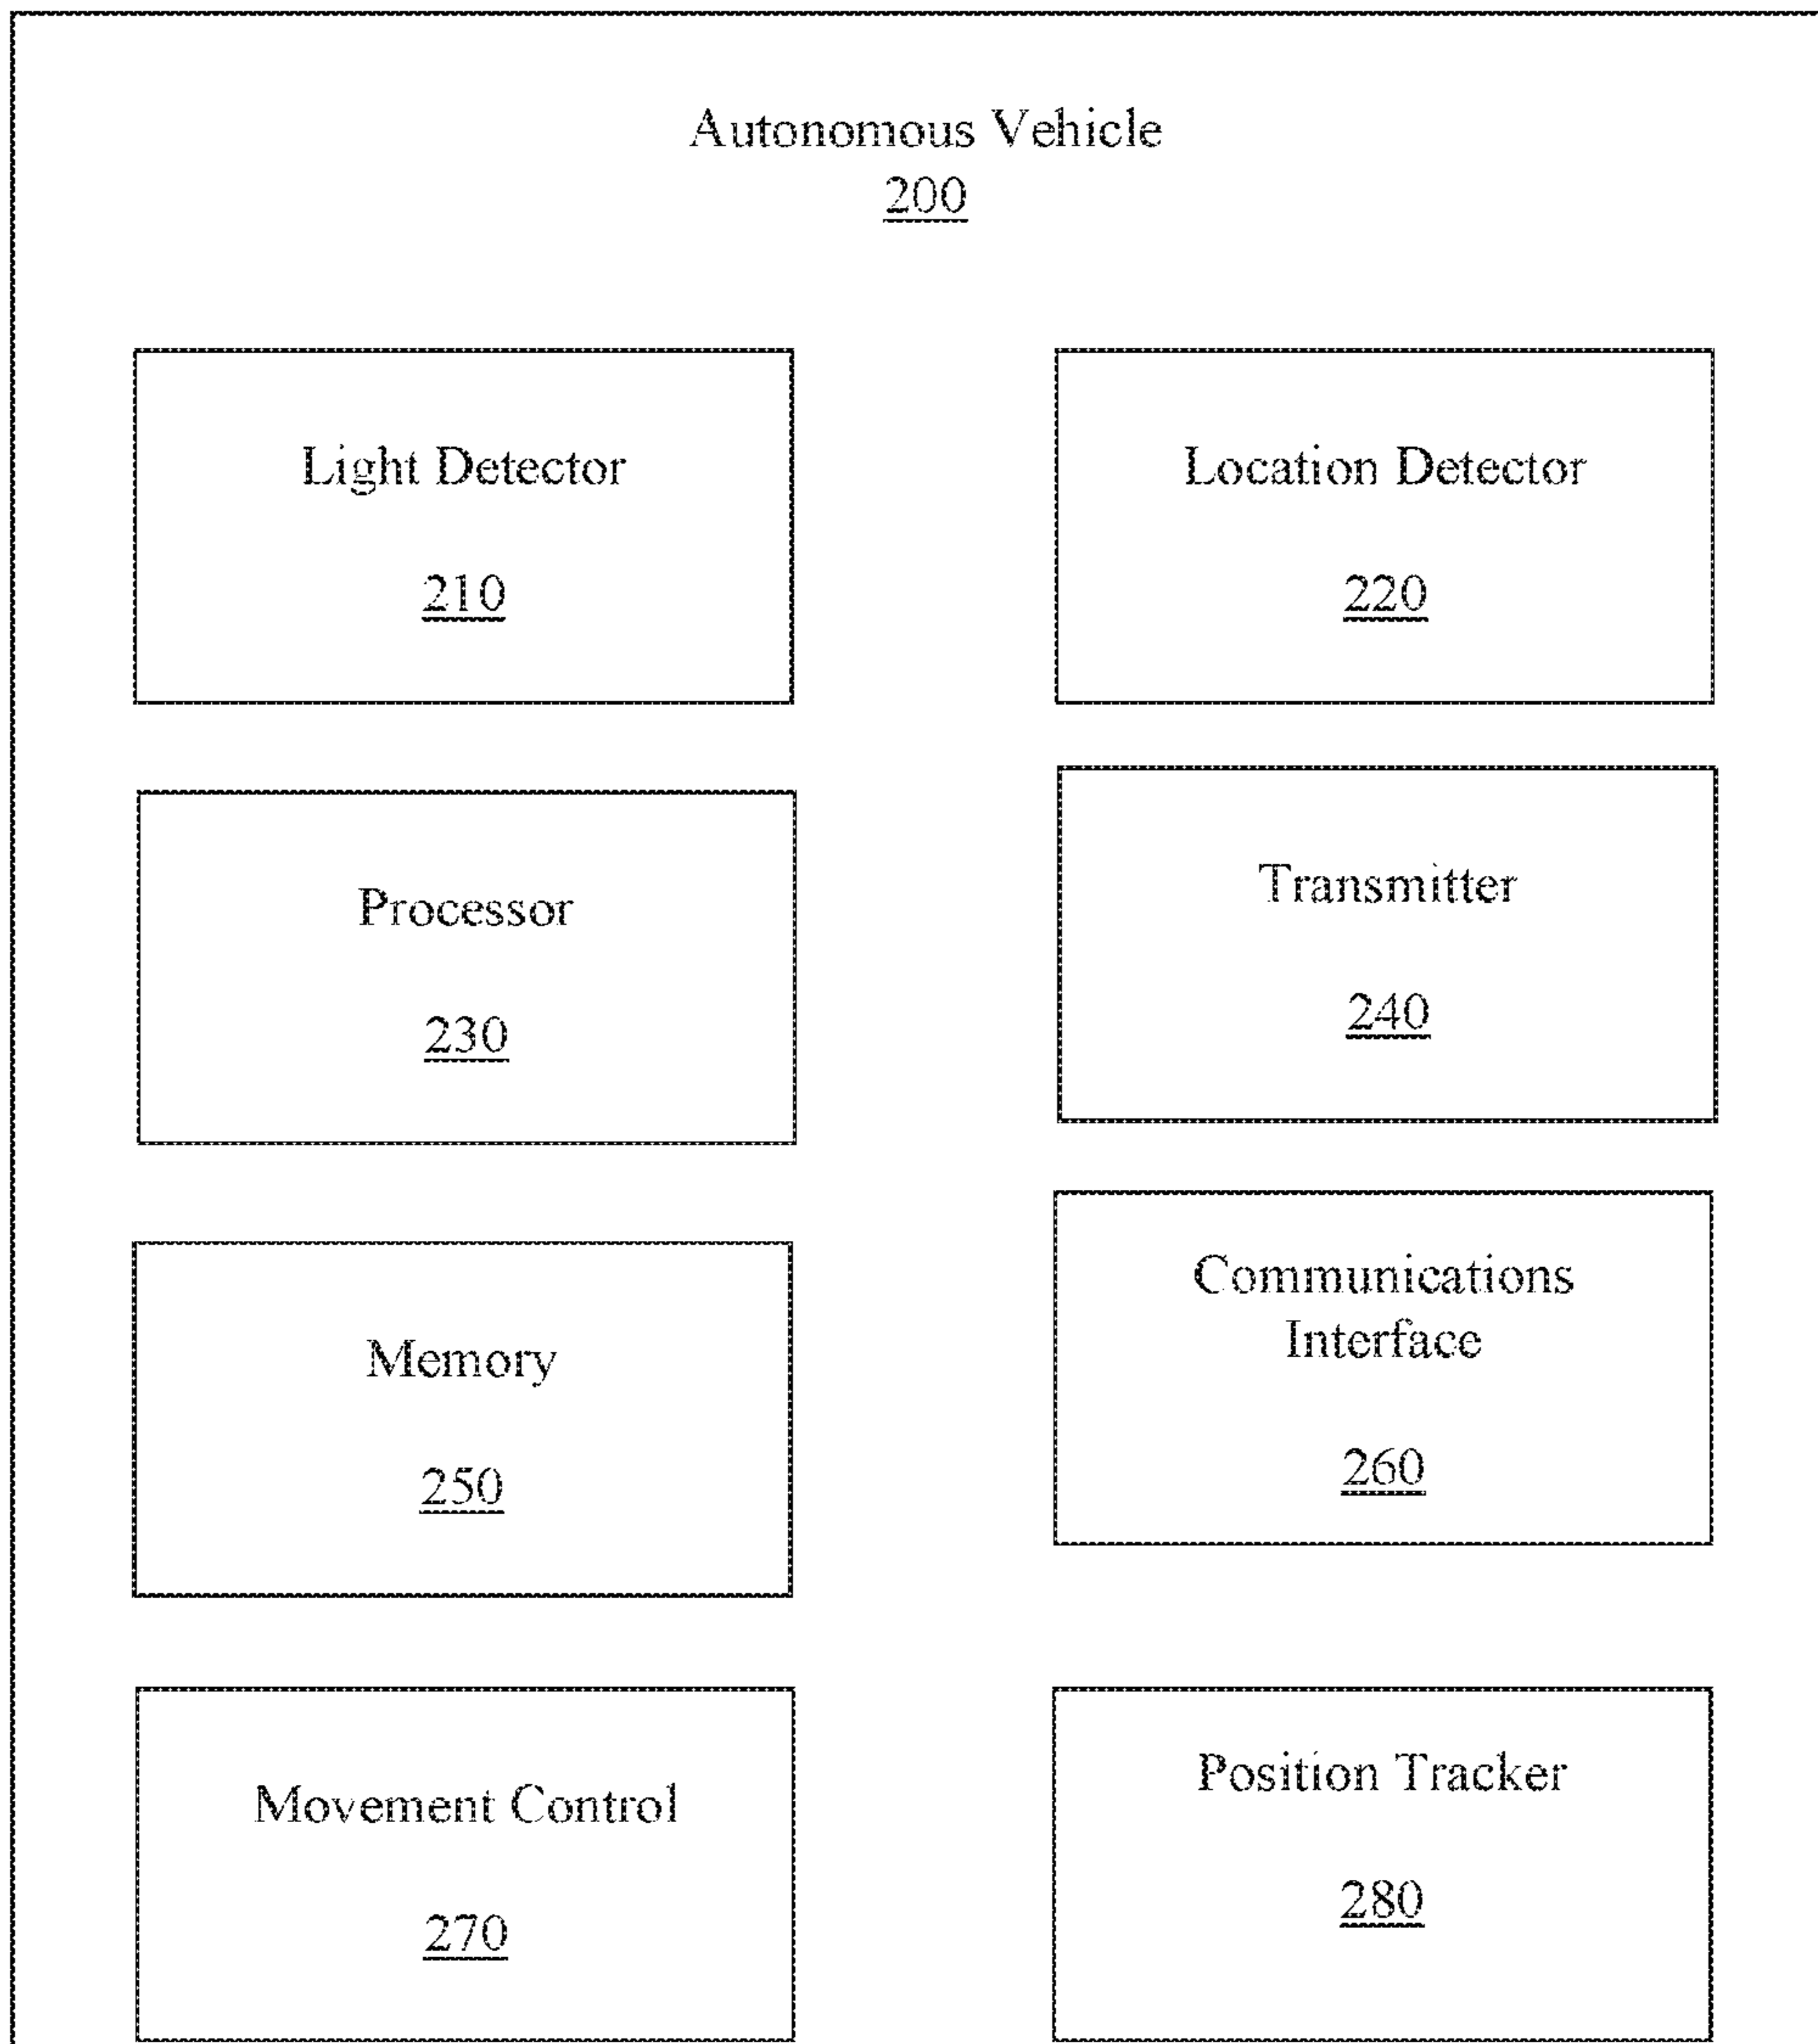 Autonomous Vehicle
200
Light Detector
210
Location Detector
220
Processor
230
Transmitter
240
Memory
250
Communications
Interface
260
Movement Control
270
Position Tracker
280